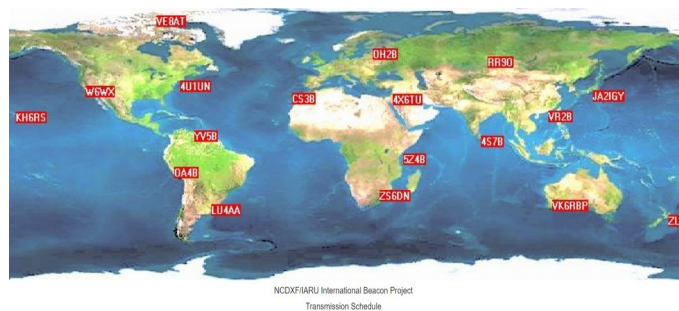 VE8AT
OH2B
RR9O
4U1UN
W6WX
CS3B
4X6TU
JA2IGY
KH6RS
VR2B
YV5B
4S7B
5Z4B
OA4B
ZS6DN
LU4AA
VK6RBP
ZL
NCDXF/IARU International Beacon Project
Transmission Schedule